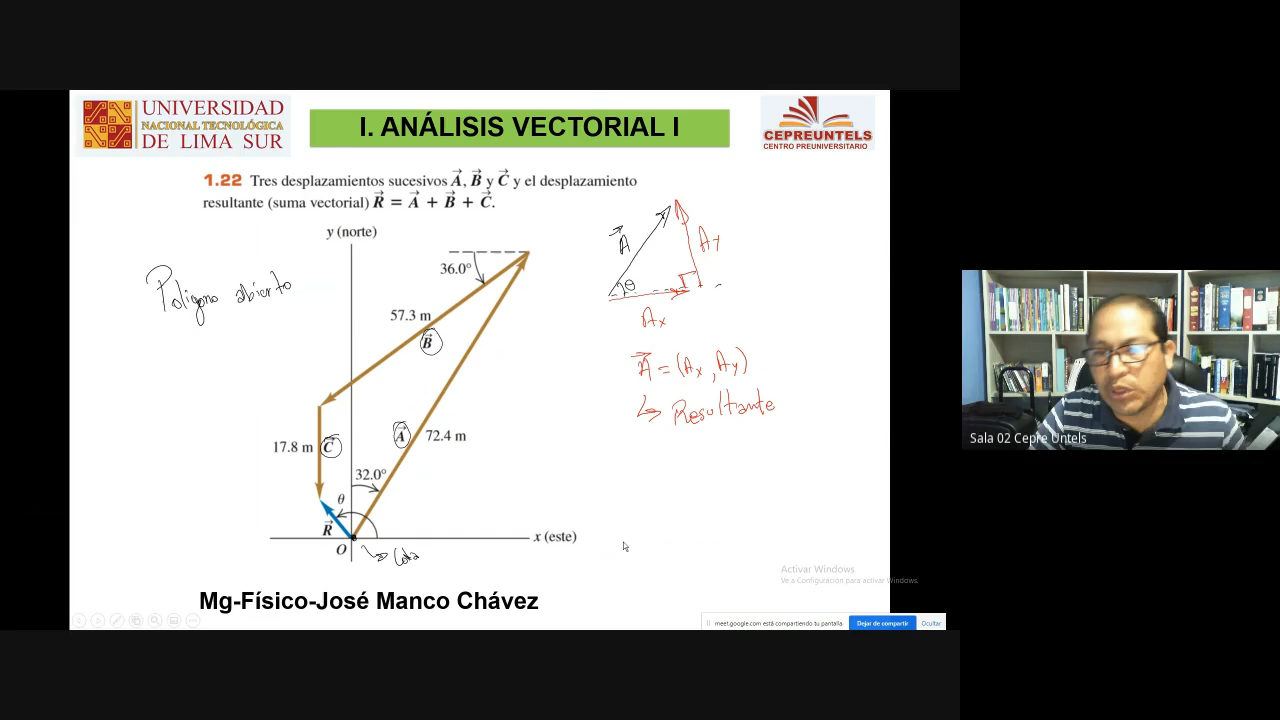 UNIVERSIDAD
NACIONAL TECNOLÓGICA
DE LIMA SUR
I. ANÁLISIS VECTORIAL I
CEPREUNTELS
CENTRO PREUNIVERSITARIO
1.22 Tres desplazamientos sucesivos A, B y C y el desplazamiento
resultante (suma vectorial) R = A + B + C.
y (norte)
36.0°
Poligono abierto
57.3 m
B
A
72.4 m
17.8 m
C
32.0°
θ
R
O
x (este)
A
Ay
θ
Ax
A = (Ax, Ay)
↳ Resultante
Mg-Físico-José Manco Chávez
Activar Windows
Ve a Configuración para activar Windows.
meet.google.com está compartiendo tu pantalla.
Dejar de compartir
Ocultar
Sala 02 Cepre Untels